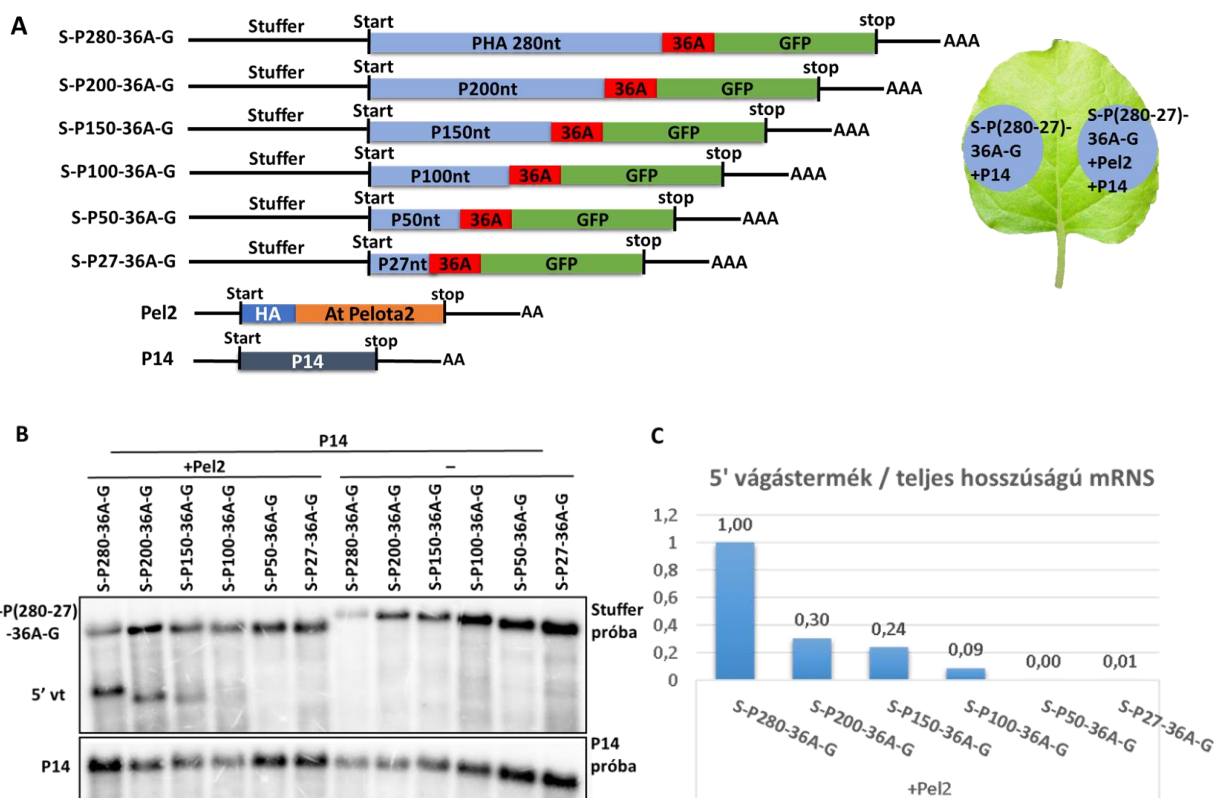 A
S-P280-36A-G Stuffer Start PHA 280nt 36A GFP stop AAA
S-P200-36A-G Stuffer Start P200nt 36A GFP stop AAA
S-P150-36A-G Stuffer Start P150nt 36A GFP stop AAA
S-P100-36A-G Stuffer Start P100nt 36A GFP stop AAA
S-P50-36A-G Stuffer Start P50nt 36A GFP stop AAA
S-P27-36A-G Stuffer Start P27nt 36A GFP stop AAA
Pel2 Start HA At Pelota2 stop AA
P14 Start P14 stop AA
S-P(280-27)-
36A-G
+P14
S-P(280-27)-
36A-G
+Pel2
+P14
B
P14
+Pel2 –
S-P280-36A-G
S-P200-36A-G
S-P150-36A-G
S-P100-36A-G
S-P50-36A-G
S-P27-36A-G
S-P280-36A-G
S-P200-36A-G
S-P150-36A-G
S-P100-36A-G
S-P50-36A-G
S-P27-36A-G
-P(280-27)
-36A-G
Stuffer
próba
5' vt
P14
P14
próba
C
5' vágástermék / teljes hosszúságú mRNS
1,2
1
0,8
0,6
0,4
0,2
0
1,00
0,30
0,24
0,09
0,00
0,01
S-P280-36A-G
S-P200-36A-G
S-P150-36A-G
S-P100-36A-G
S-P50-36A-G
S-P27-36A-G
+Pel2